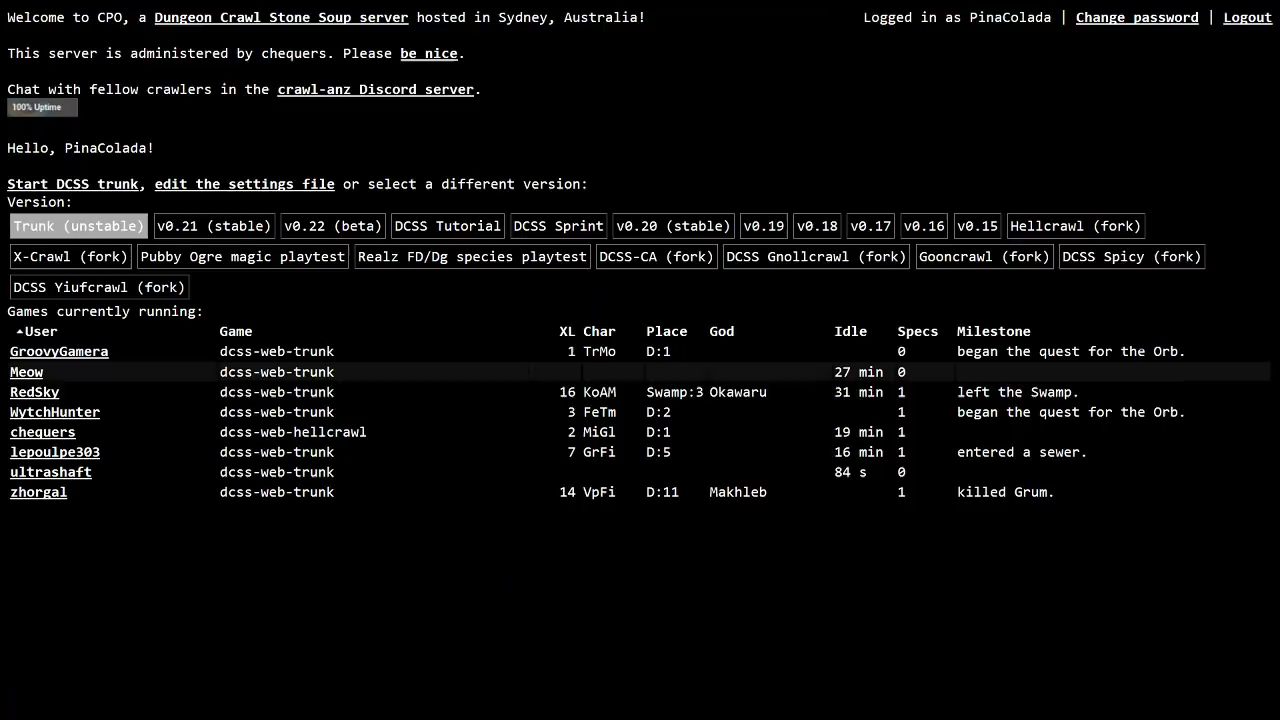 Welcome to CPO, a Dungeon Crawl Stone Soup server hosted in Sydney, Australia! Logged in as PinaColada | Change password | Logout
This server is administered by chequers. Please be nice.
Chat with fellow crawlers in the crawl-anz Discord server.
100% Uptime
Hello, PinaColada!
Start DCSS trunk, edit the settings file or select a different version:
Version:
Trunk (unstable) v0.21 (stable) v0.22 (beta) DCSS Tutorial DCSS Sprint v0.20 (stable) v0.19 v0.18 v0.17 v0.16 v0.15 Hellcrawl (fork)
X-Crawl (fork) Pubby Ogre magic playtest Realz FD/Dg species playtest DCSS-CA (fork) DCSS Gnollcrawl (fork) Gooncrawl (fork) DCSS Spicy (fork)
DCSS Yiufcrawl (fork)
Games currently running:
User Game XL Char Place God Idle Specs Milestone
GroovyGamera dcss-web-trunk 1 TrMo D:1 0 began the quest for the Orb.
Meow dcss-web-trunk 27 min 0
RedSky dcss-web-trunk 16 KoAM Swamp:3 Okawaru 31 min 1 left the Swamp.
WytchHunter dcss-web-trunk 3 FeTm D:2 1 began the quest for the Orb.
chequers dcss-web-hellcrawl 2 MiGl D:1 19 min 1
lepoulpe303 dcss-web-trunk 7 GrFi D:5 16 min 1 entered a sewer.
ultrashaft dcss-web-trunk 84 s 0
zhorgal dcss-web-trunk 14 VpFi D:11 Makhleb 1 killed Grum.